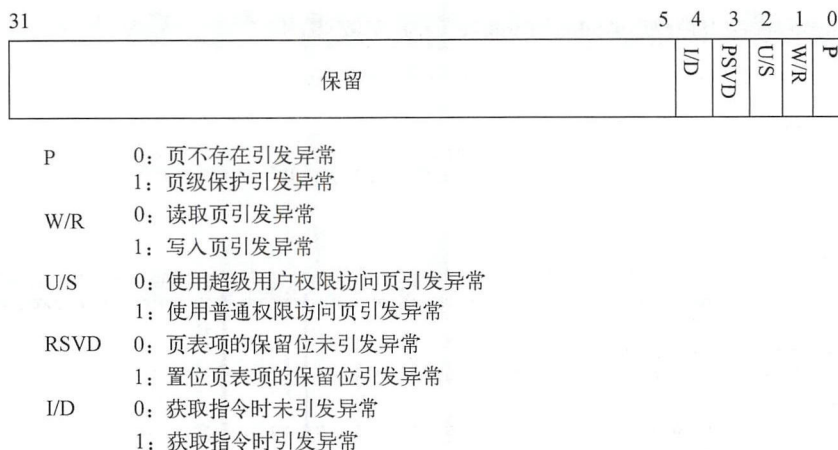 31 5 4 3 2 1 0
保留 I/D PSVD U/S W/R P
P 0：页不存在引发异常
1：页级保护引发异常
W/R 0：读取页引发异常
1：写入页引发异常
U/S 0：使用超级用户权限访问页引发异常
1：使用普通权限访问页引发异常
RSVD 0：页表项的保留位未引发异常
1：置位页表项的保留位引发异常
I/D 0：获取指令时未引发异常
1：获取指令时引发异常